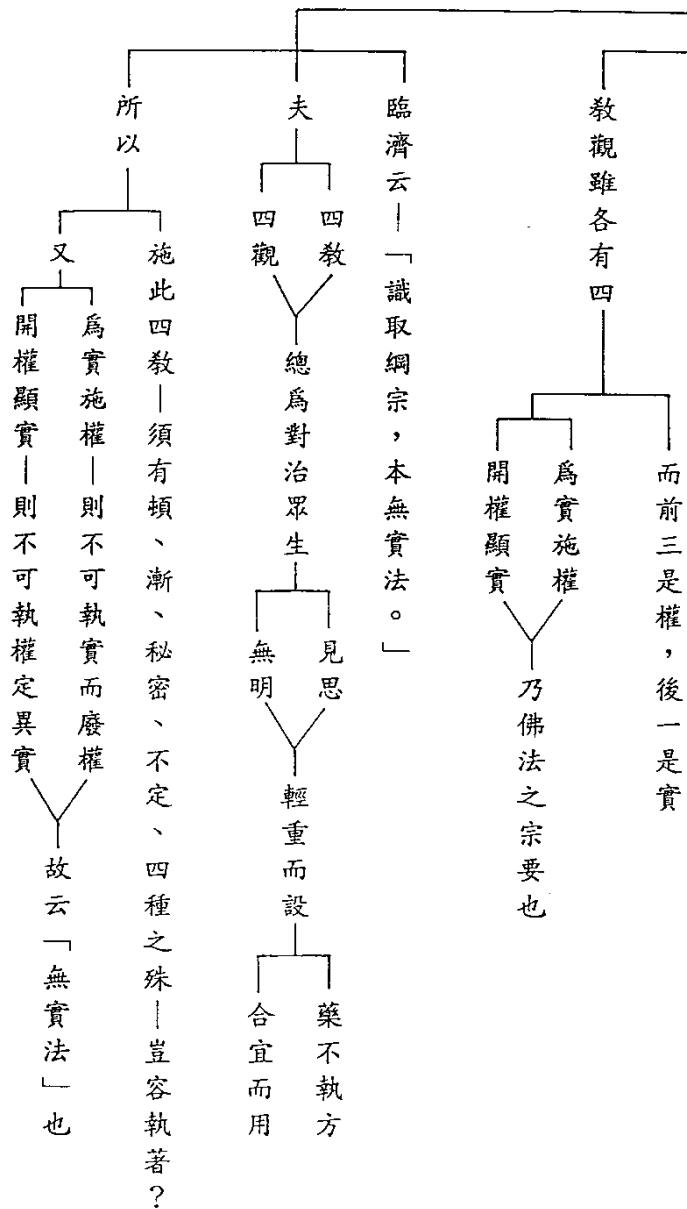 教觀雖各有四
而前三是權，後一是實
爲實施權
開權顯實
乃佛法之宗要也
臨濟云—「識取綱宗，本無實法。」
夫
四教
四觀
總爲對治眾生
見思
無明
輕重而設
藥不執方
合宜而用
所以
施此四教—須有頓、漸、秘密、不定、四種之殊—豈容執著？
又
爲實施權—則不可執實而廢權
開權顯實—則不可執權定異實
故云「無實法」也